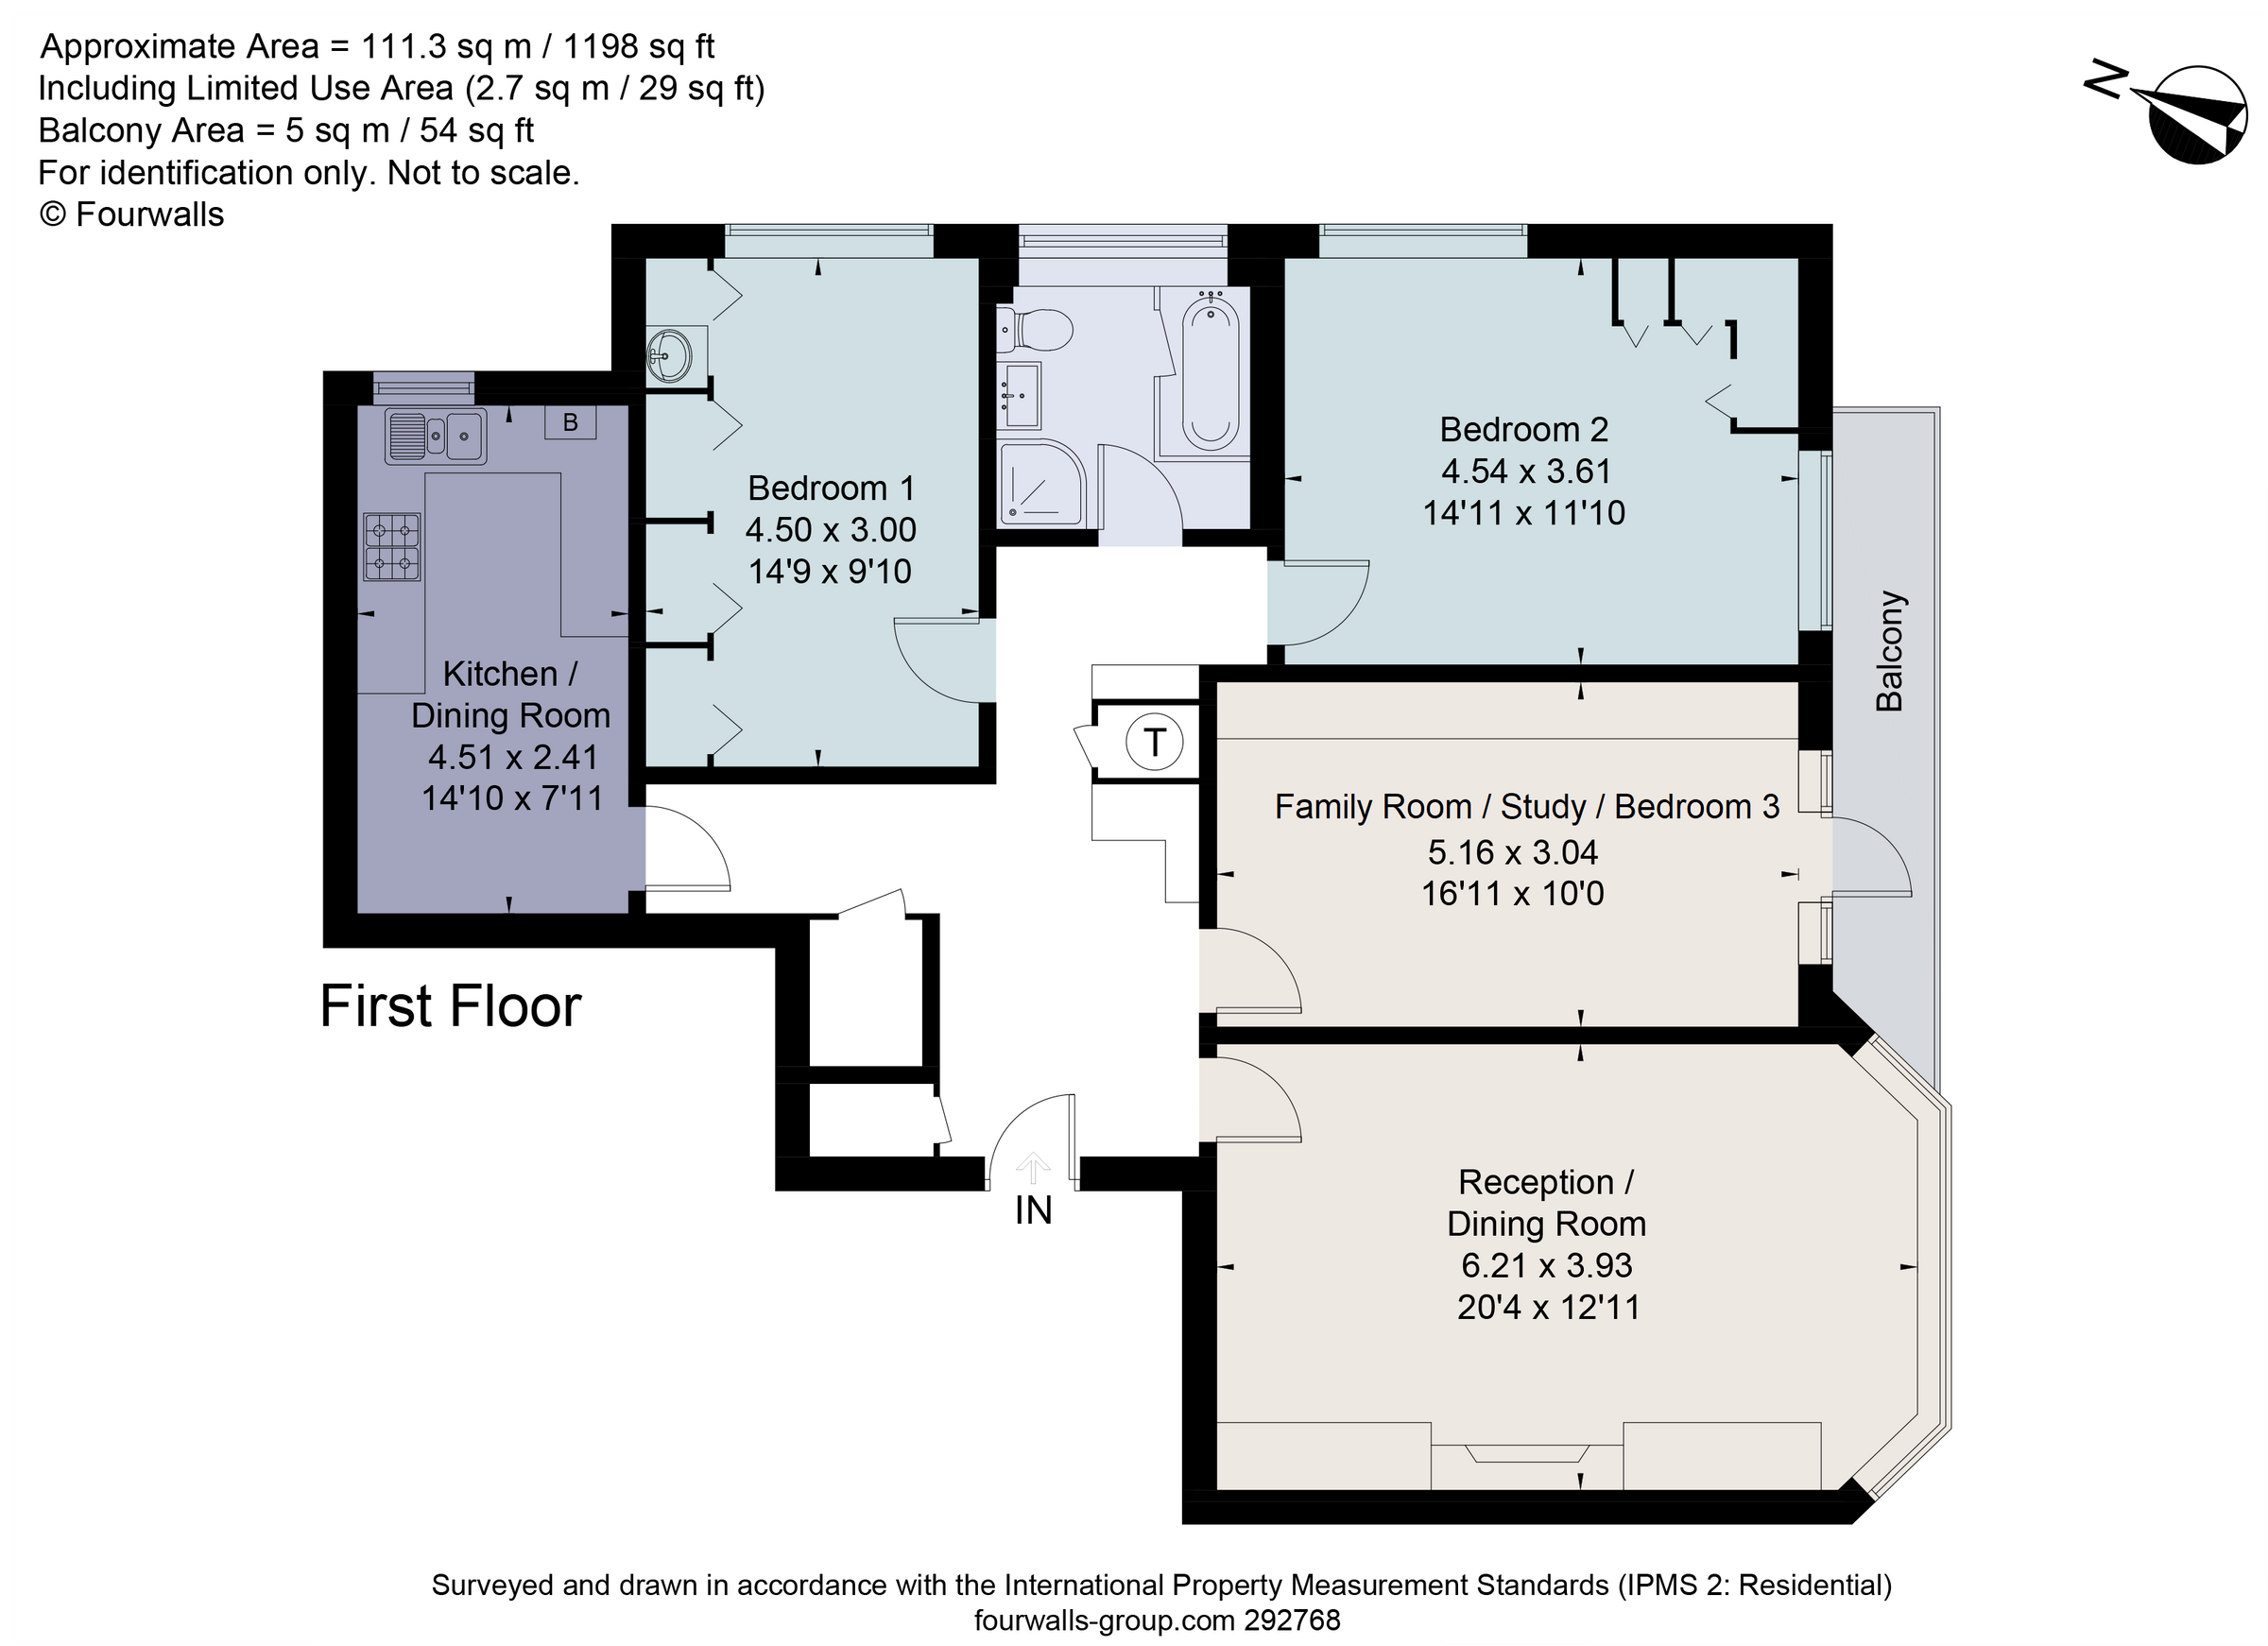 Approximate Area = 111.3 sq m / 1198 sq ft
Including Limited Use Area (2.7 sq m / 29 sq ft)
Balcony Area = 5 sq m / 54 sq ft
For identification only. Not to scale.
© Fourwalls
N
B
Bedroom 1
4.50 x 3.00
14'9 x 9'10
Bedroom 2
4.54 x 3.61
14'11 x 11'10
Balcony
Kitchen /
Dining Room
4.51 x 2.41
14'10 x 7'11
T
Family Room / Study / Bedroom 3
5.16 x 3.04
16'11 x 10'0
First Floor
IN
Reception /
Dining Room
6.21 x 3.93
20'4 x 12'11
Surveyed and drawn in accordance with the International Property Measurement Standards (IPMS 2: Residential)
fourwalls-group.com 292768